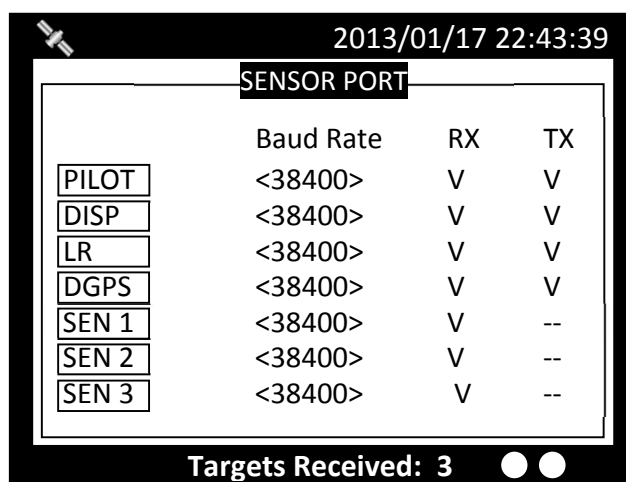 2013/01/17 22:43:39
SENSOR PORT
Baud Rate RX TX
PILOT <38400> V V
DISP <38400> V V
LR <38400> V V
DGPS <38400> V V
SEN 1 <38400> V --
SEN 2 <38400> V --
SEN 3 <38400> V --
Targets Received: 3